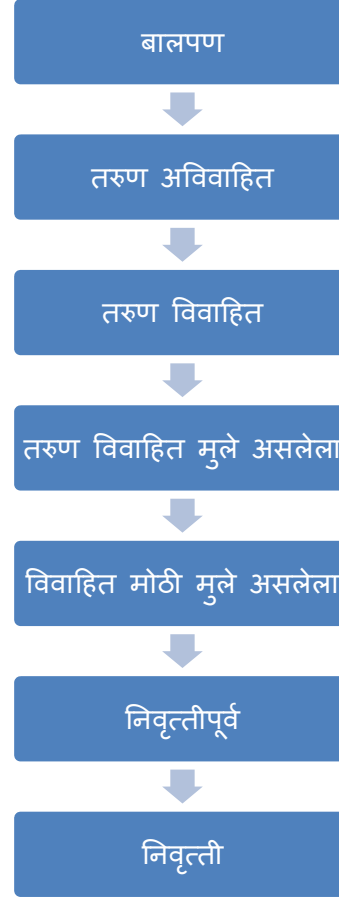 बालपण
तरुण अविवाहित
तरुण विवाहित
तरुण विवाहित मुले असलेला
विवाहित मोठी मुले असलेला
निवृत्तीपूर्व
निवृत्ती